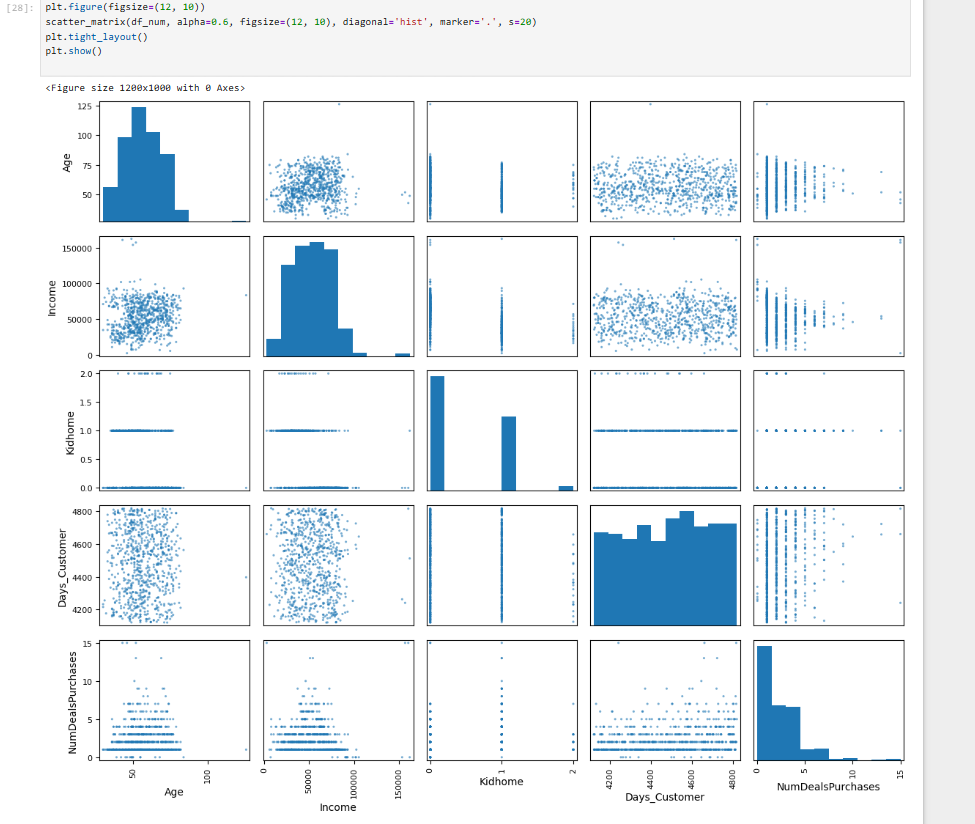 [28]:
plt.figure(figsize=(12, 10))
scatter_matrix(df_num, alpha=0.6, figsize=(12, 10), diagonal='hist', marker='.', s=20)
plt.tight_layout()
plt.show()
<Figure size 1200x1000 with 0 Axes>
125
100
75
50
Age
150000
100000
50000
0
Income
2.0
1.5
1.0
0.5
0.0
Kidhome
4800
4600
4400
4200
Days_Customer
15
10
5
0
NumDealsPurchases
50 100
Age
0 50000 100000 150000
Income
0 1 2
Kidhome
4200 4400 4600 4800
Days_Customer
0 5 10 15
NumDealsPurchases